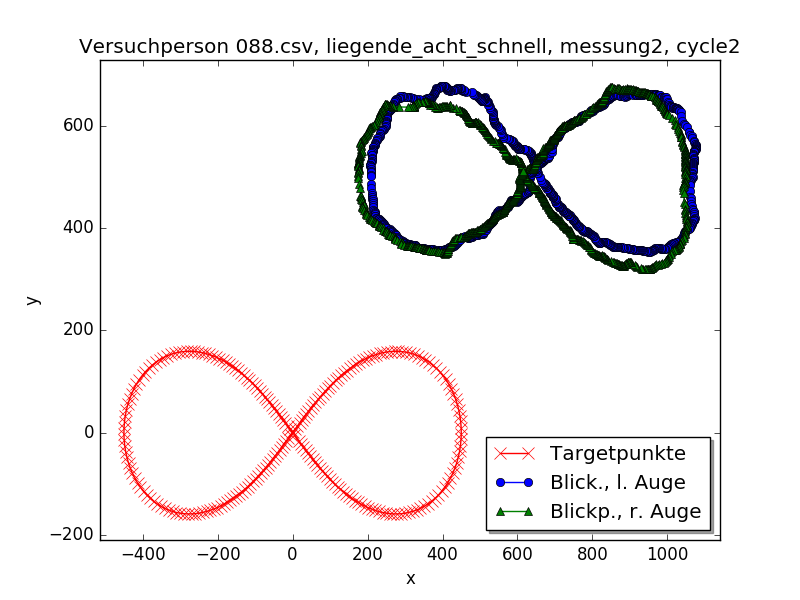 Versuchperson 088.csv, liegende_acht_schnell, messung2, cycle2
600
400
200
0
−200
y
−400
−200
0
200
400
600
800
1000
x
Targetpunkte
Blick., l. Auge
Blickp., r. Auge